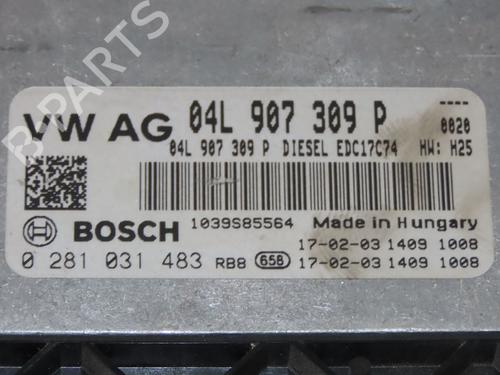 B-PARTS
VW AG 04L 907 309 P ----
04L 907 309 P DIESEL EDC17C74 0020
HW: H25
BOSCH 1039S85564 Made in Hungary
17-02-03 1409 1008
0 281 031 483 RB8 65B 17-02-03 1409 1008